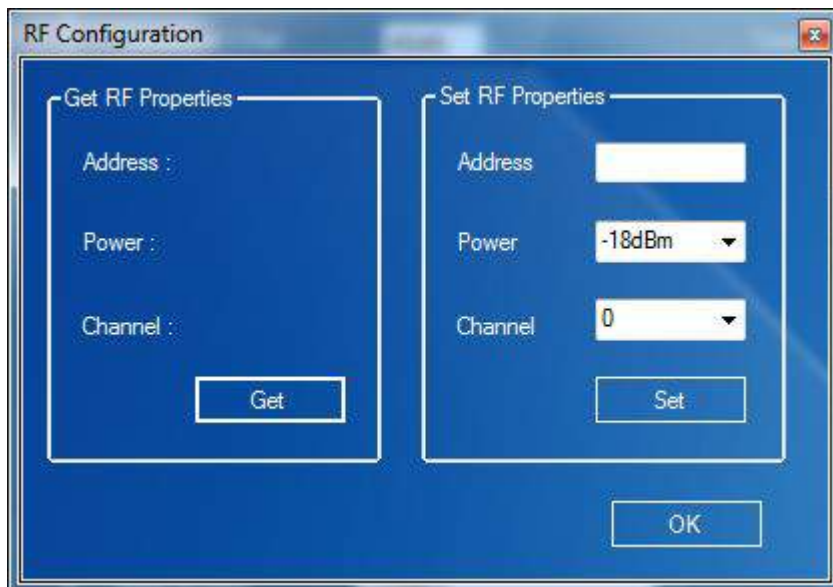 RF Configuration
Get RF Properties
Address :
Power :
Channel :
Get
Set RF Properties
Address
Power
-18dBm
Channel
0
Set
OK